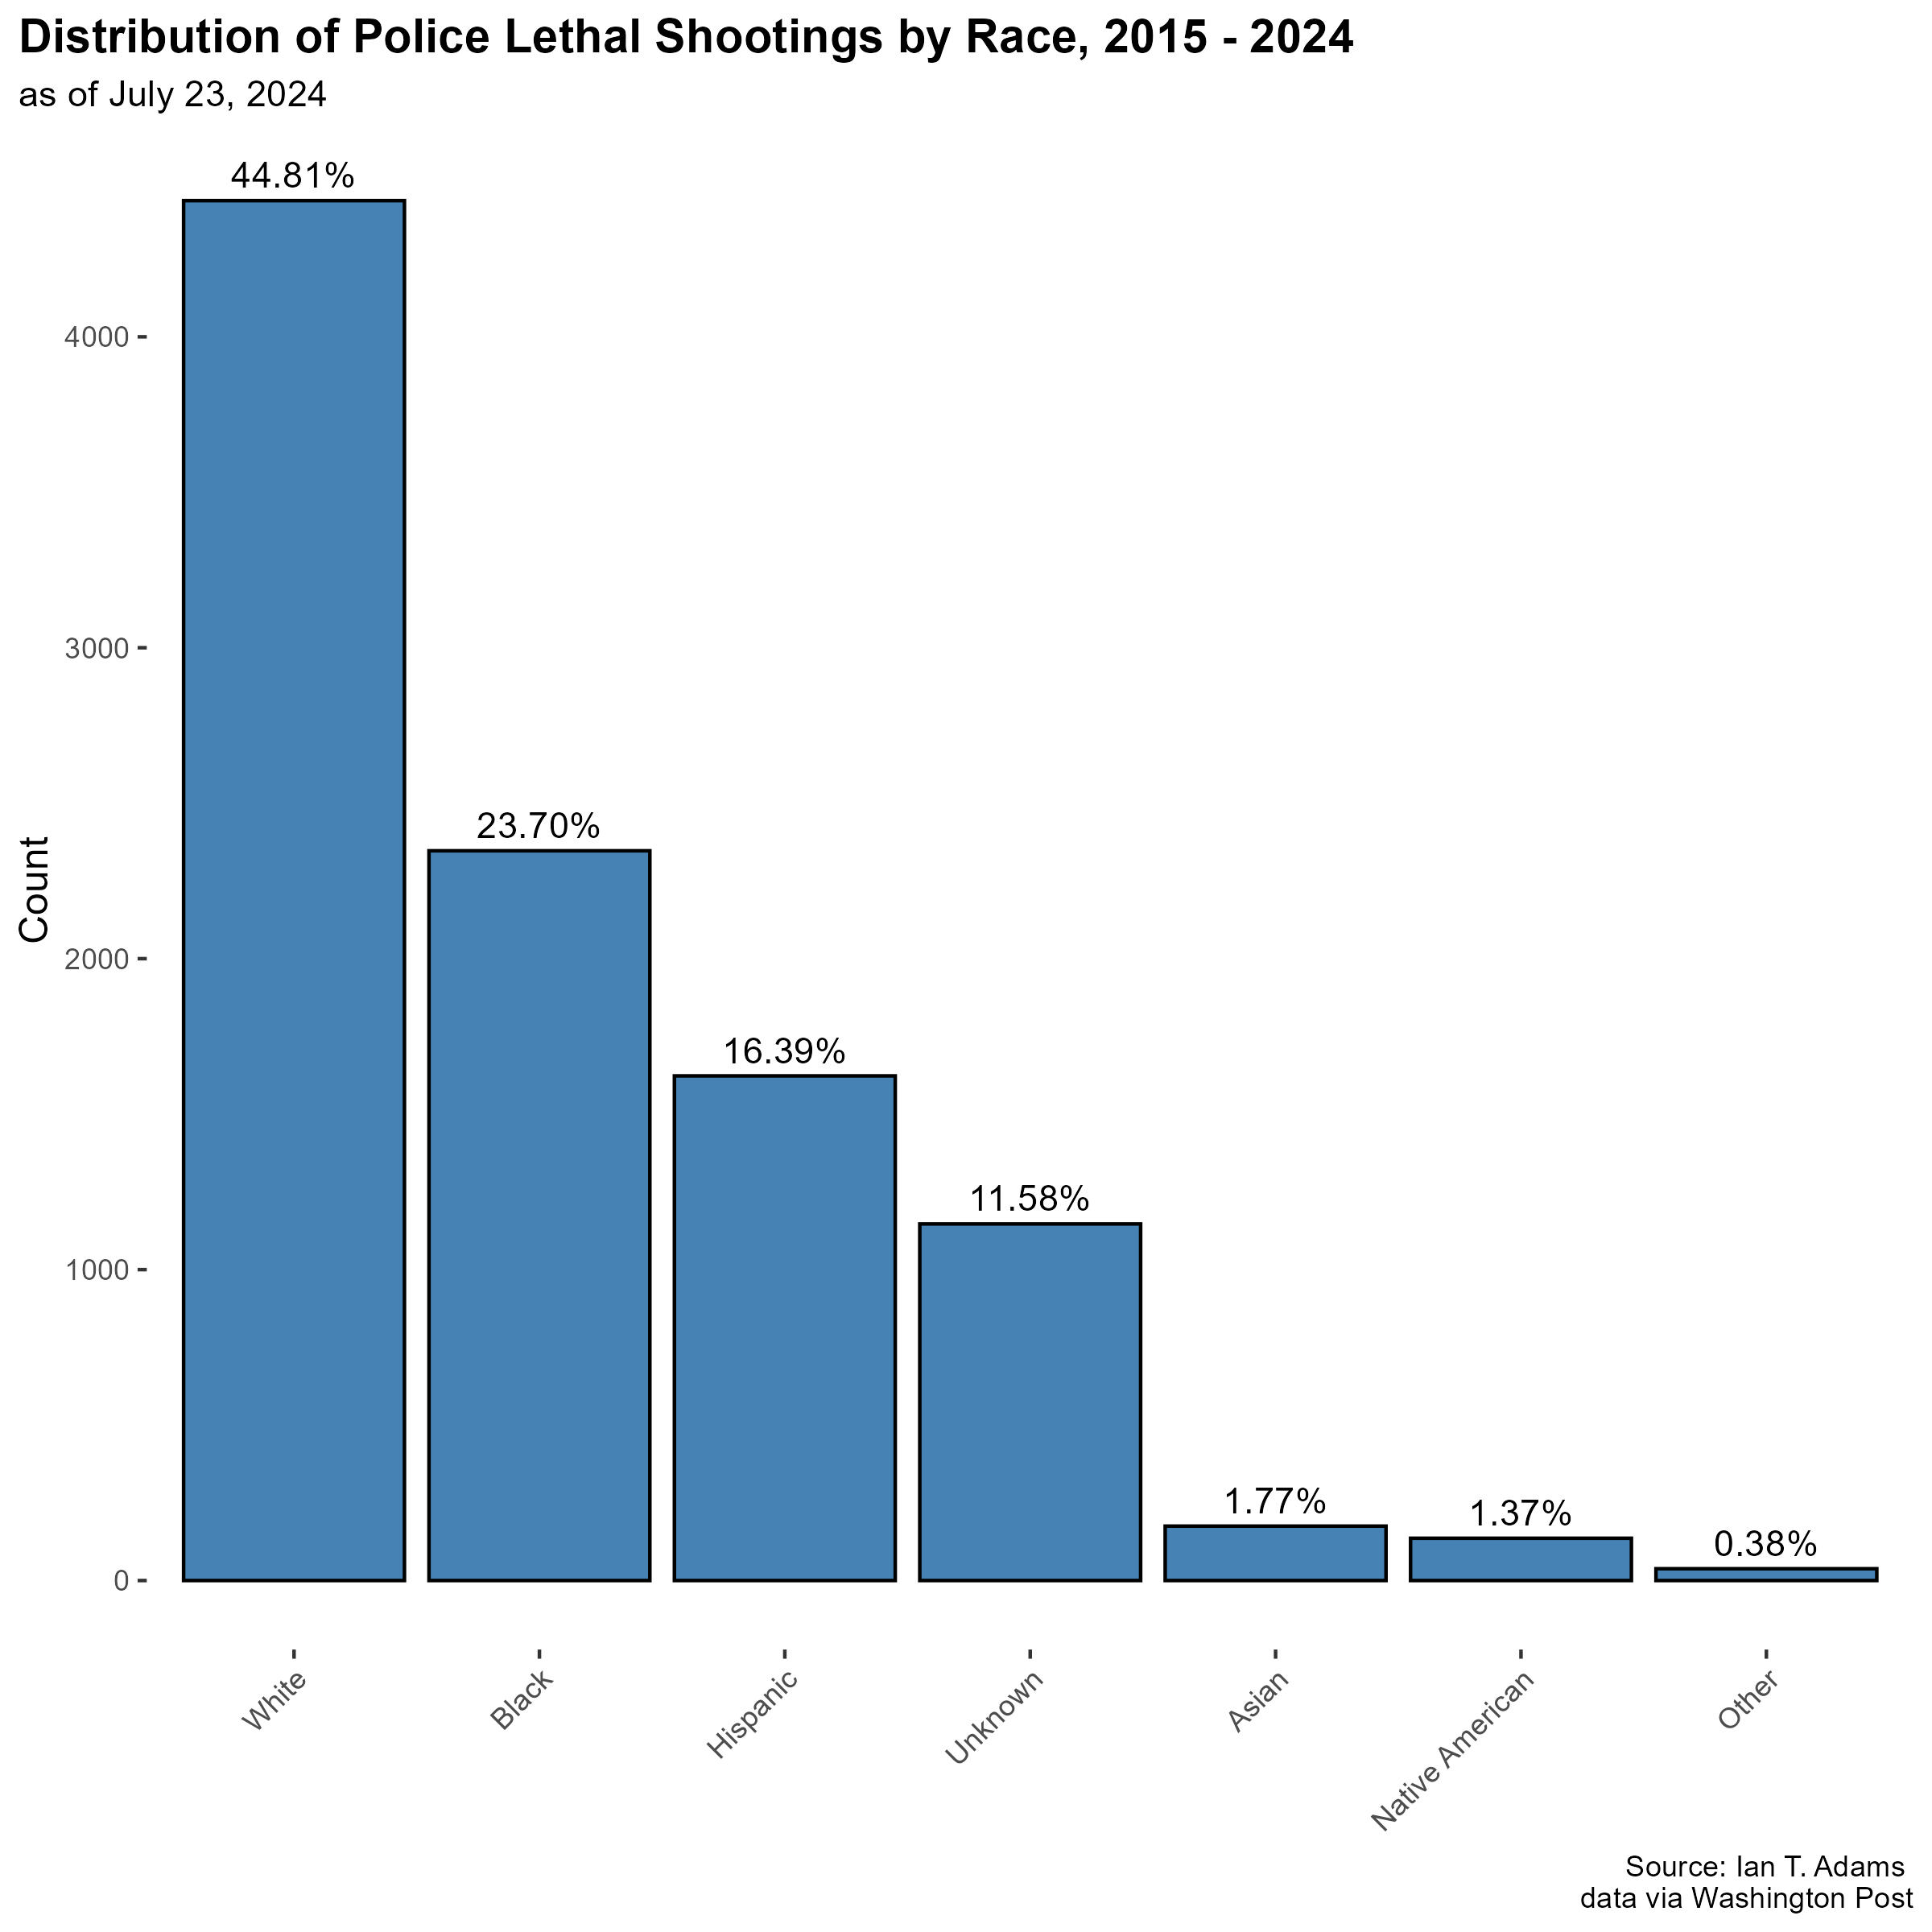 Distribution of Police Lethal Shootings by Race, 2015 - 2024
as of July 23, 2024
44.81%
4000
3000
23.70%
Count
2000
16.39%
11.58%
1000
1.77%
1.37%
0.38%
0
White
Black
Hispanic
Unknown
Asian
Native American
Other
Source: Ian T. Adams
data via Washington Post